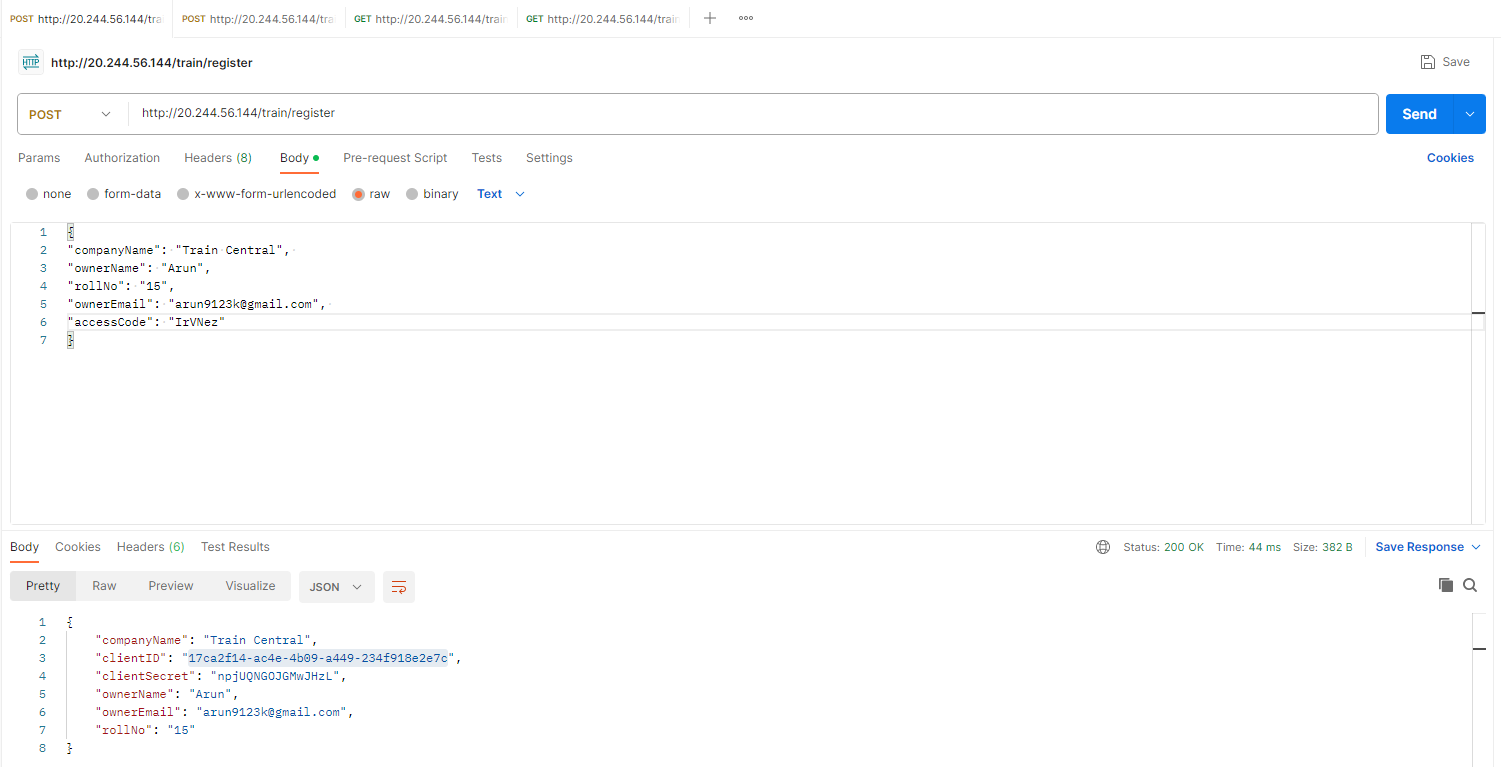 POST http://20.244.56.144/tra POST http://20.244.56.144/tra GET http://20.244.56.144/train GET http://20.244.56.144/train
HTTP http://20.244.56.144/train/register Save
POST http://20.244.56.144/train/register Send
Params Authorization Headers (8) Body Pre-request Script Tests Settings Cookies
none form-data x-www-form-urlencoded raw binary Text
1 {
2 "companyName": "Train Central",
3 "ownerName": "Arun",
4 "rollNo": "15",
5 "ownerEmail": "arun9123k@gmail.com",
6 "accessCode": "IrVNez"
7 }
Body Cookies Headers (6) Test Results Status: 200 OK Time: 44 ms Size: 382 B Save Response
Pretty Raw Preview Visualize JSON
1 {
2 "companyName": "Train Central",
3 "clientID": "17ca2f14-ac4e-4b09-a449-234f918e2e7c",
4 "clientSecret": "npjUQNGOJGMwJHzL",
5 "ownerName": "Arun",
6 "ownerEmail": "arun9123k@gmail.com",
7 "rollNo": "15"
8 }